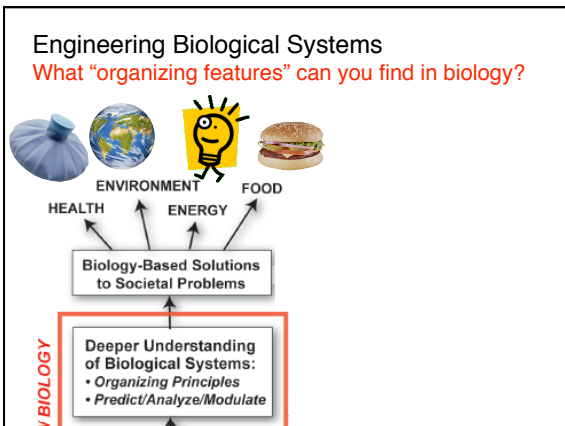 Engineering Biological Systems
What “organizing features” can you find in biology?
ENVIRONMENT
FOOD
HEALTH
ENERGY
Biology-Based Solutions
to Societal Problems
Deeper Understanding
of Biological Systems:
• Organizing Principles
• Predict/Analyze/Modulate
BIOLOGY